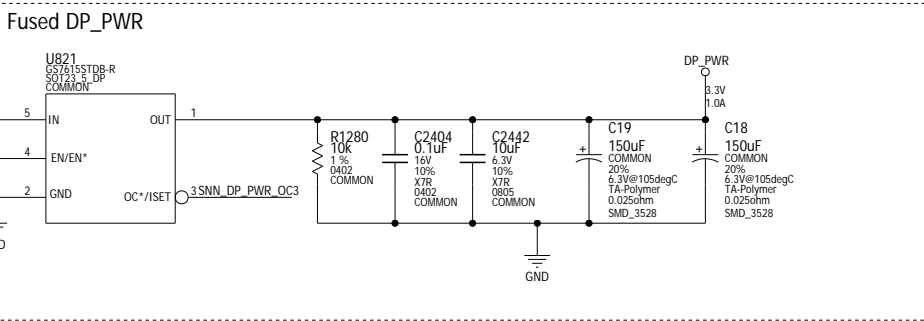 Fused DP_PWR
U821
GS7615STDB-R
SOT23_5_DP
COMMON
5
IN
OUT
1
4
EN/EN*
2
GND
OC*/ISET
3
SNN_DP_PWR_OC3
R1280
10k
1 %
0402
COMMON
C2404
0.1uF
16V
10%
X7R
0402
COMMON
C2442
10uF
6.3V
10%
X7R
0805
COMMON
GND
C19
150uF
COMMON
20%
6.3V@105degC
TA-Polymer
0.025ohm
SMD_3528
DP_PWR
3.3V
1.0A
C18
150uF
COMMON
20%
6.3V@105degC
TA-Polymer
0.025ohm
SMD_3528